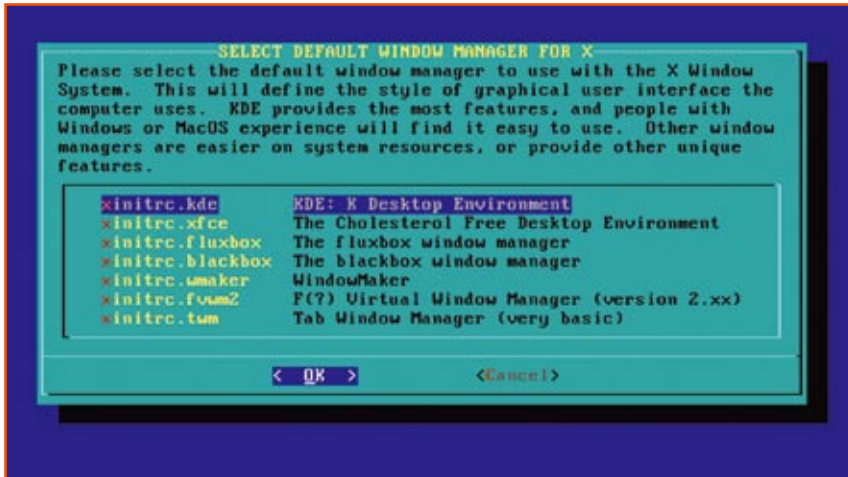 SELECT DEFAULT WINDOW MANAGER FOR X
Please select the default window manager to use with the X Window
System.  This will define the style of graphical user interface the
computer uses.  KDE provides the most features, and people with
Windows or MacOS experience will find it easy to use.  Other window
managers are easier on system resources, or provide other unique
features.
xinitrc.kde KDE: K Desktop Environment
xinitrc.xfce The Cholesterol Free Desktop Environment
xinitrc.fluxbox The fluxbox window manager
xinitrc.blackbox The blackbox window manager
xinitrc.wmaker WindowMaker
xinitrc.fvwm2 F(?) Virtual Window Manager (version 2.xx)
xinitrc.twm Tab Window Manager (very basic)
< OK > <Cancel>